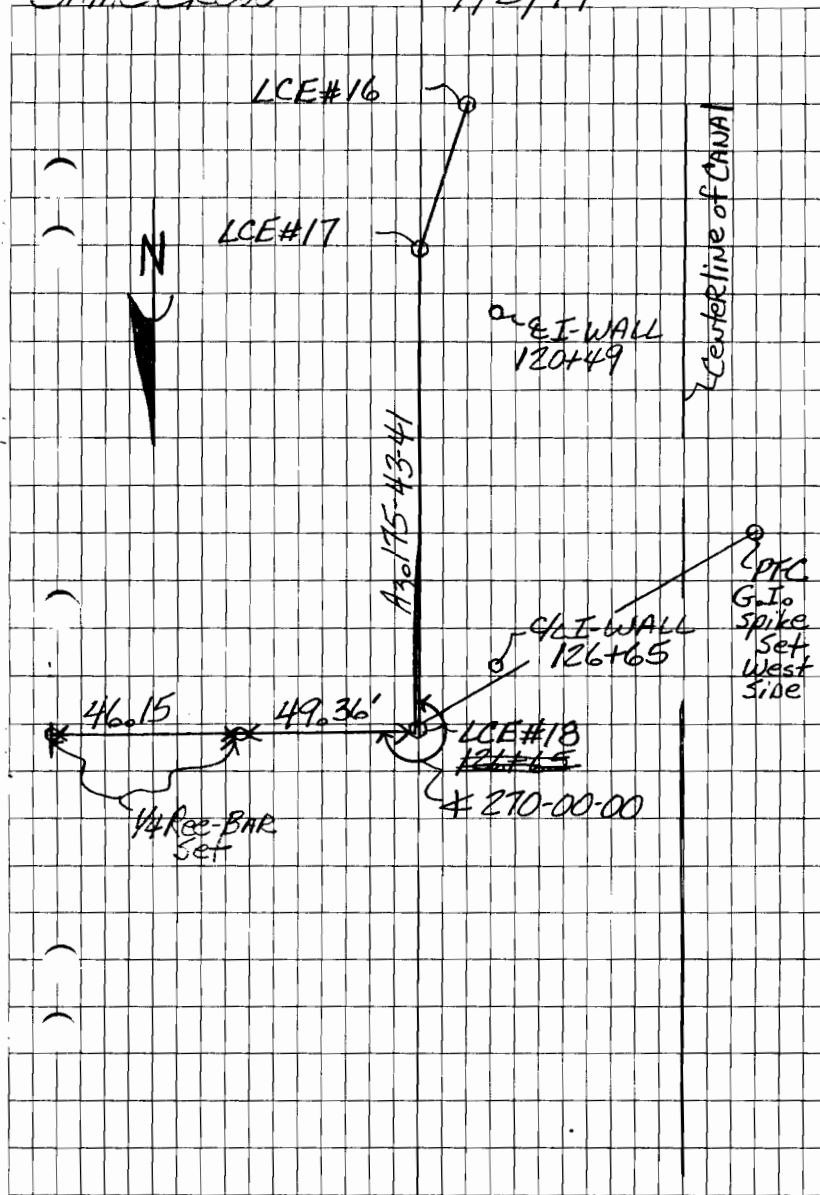 LCE#16
LCE#17
N
Centerline of CANAl
℄ I-WALL
120+49
Az. 175-43-41
PTC
G.I.
Spike
Set
West
Side
C/L I-WALL
126+65
46.15
49.36'
LCE#18
126+65
∡ 270-00-00
1/4 Ree-BAR
Set